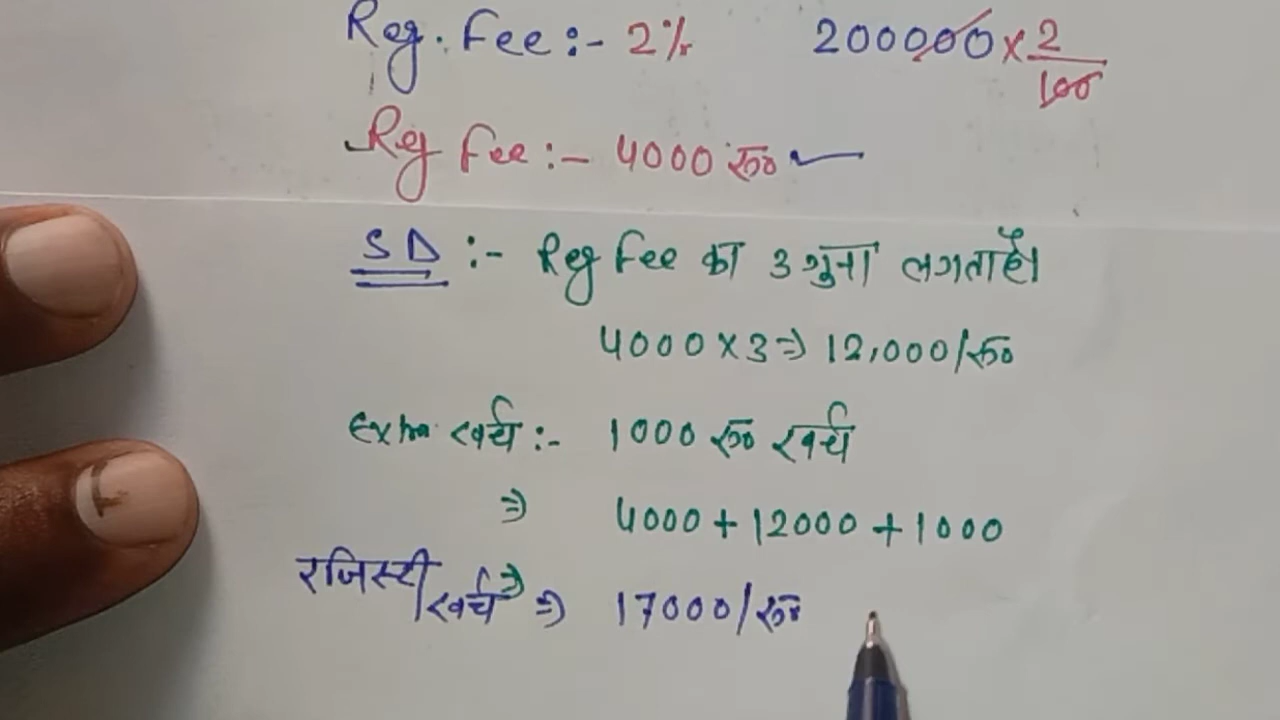 Reg. Fee :- 2% 200000 × 2/100
Reg Fee :- 4000 रू०
SD :- Reg Fee का 3 गुना लगता है।
4000 × 3 ⇒ 12,000/रू०
Extra खर्च :- 1000 रू० खर्च
⇒ 4000 + 12000 + 1000
रजिस्टी/खर्च ⇒ ⇒ 17000/रू०